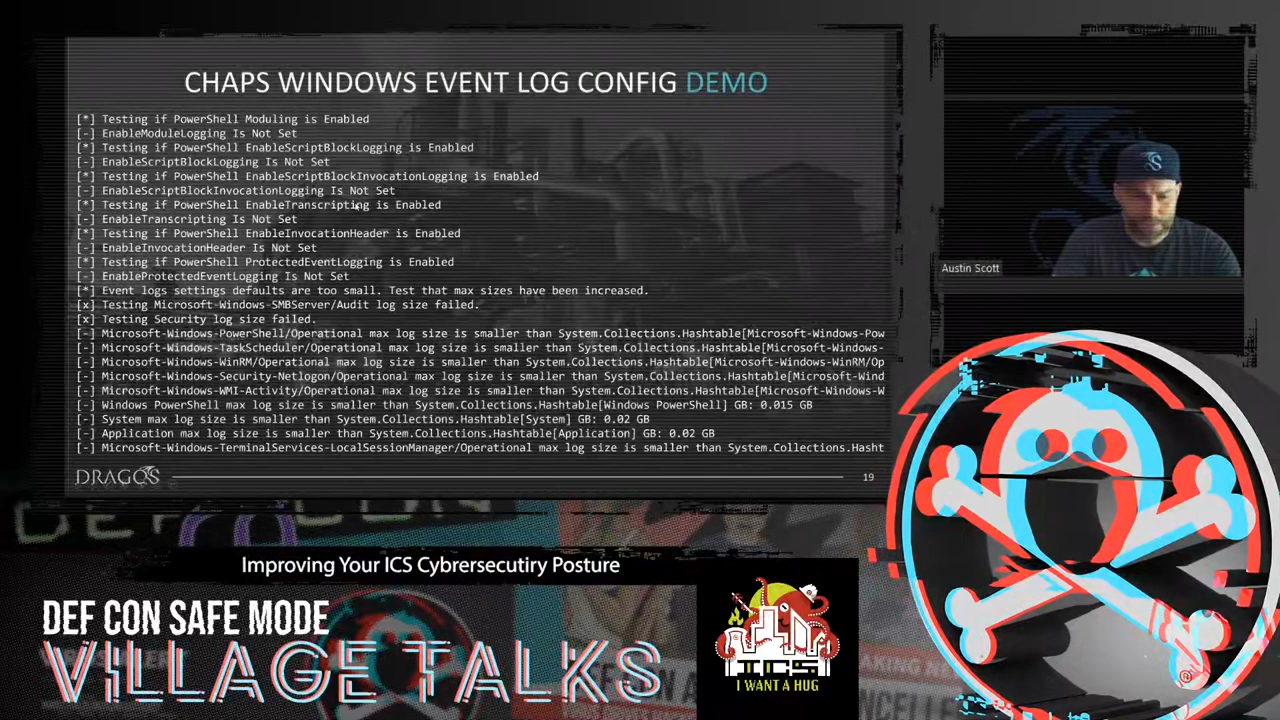 CHAPS WINDOWS EVENT LOG CONFIG DEMO
[*] Testing if PowerShell Moduling is Enabled
[-] EnableModuleLogging Is Not Set
[*] Testing if PowerShell EnableScriptBlockLogging is Enabled
[-] EnableScriptBlockLogging Is Not Set
[*] Testing if PowerShell EnableScriptBlockInvocationLogging is Enabled
[-] EnableScriptBlockInvocationLogging Is Not Set
[*] Testing if PowerShell EnableTranscripting is Enabled
[-] EnableTranscripting Is Not Set
[*] Testing if PowerShell EnableInvocationHeader is Enabled
[-] EnableInvocationHeader Is Not Set
[*] Testing if PowerShell ProtectedEventLogging is Enabled
[-] EnableProtectedEventLogging Is Not Set
[*] Event logs settings defaults are too small. Test that max sizes have been increased.
[x] Testing Microsoft-Windows-SMBServer/Audit log size failed.
[x] Testing Security log size failed.
[-] Microsoft-Windows-PowerShell/Operational max log size is smaller than System.Collections.Hashtable[Microsoft-Windows-Pow
[-] Microsoft-Windows-TaskScheduler/Operational max log size is smaller than System.Collections.Hashtable[Microsoft-Windows-
[-] Microsoft-Windows-WinRM/Operational max log size is smaller than System.Collections.Hashtable[Microsoft-Windows-WinRM/Op
[-] Microsoft-Windows-Security-Netlogon/Operational max log size is smaller than System.Collections.Hashtable[Microsoft-Wind
[-] Microsoft-Windows-WMI-Activity/Operational max log size is smaller than System.Collections.Hashtable[Microsoft-Windows-W
[-] Windows PowerShell max log size is smaller than System.Collections.Hashtable[Windows PowerShell] GB: 0.015 GB
[-] System max log size is smaller than System.Collections.Hashtable[System] GB: 0.02 GB
[-] Application max log size is smaller than System.Collections.Hashtable[Application] GB: 0.02 GB
[-] Microsoft-Windows-TerminalServices-LocalSessionManager/Operational max log size is smaller than System.Collections.Hasht
DRAGOS
19
Austin Scott
Improving Your ICS Cybrersecutiry Posture
DEF CON SAFE MODE
VILLAGE TALKS
ICS
I WANT A HUG